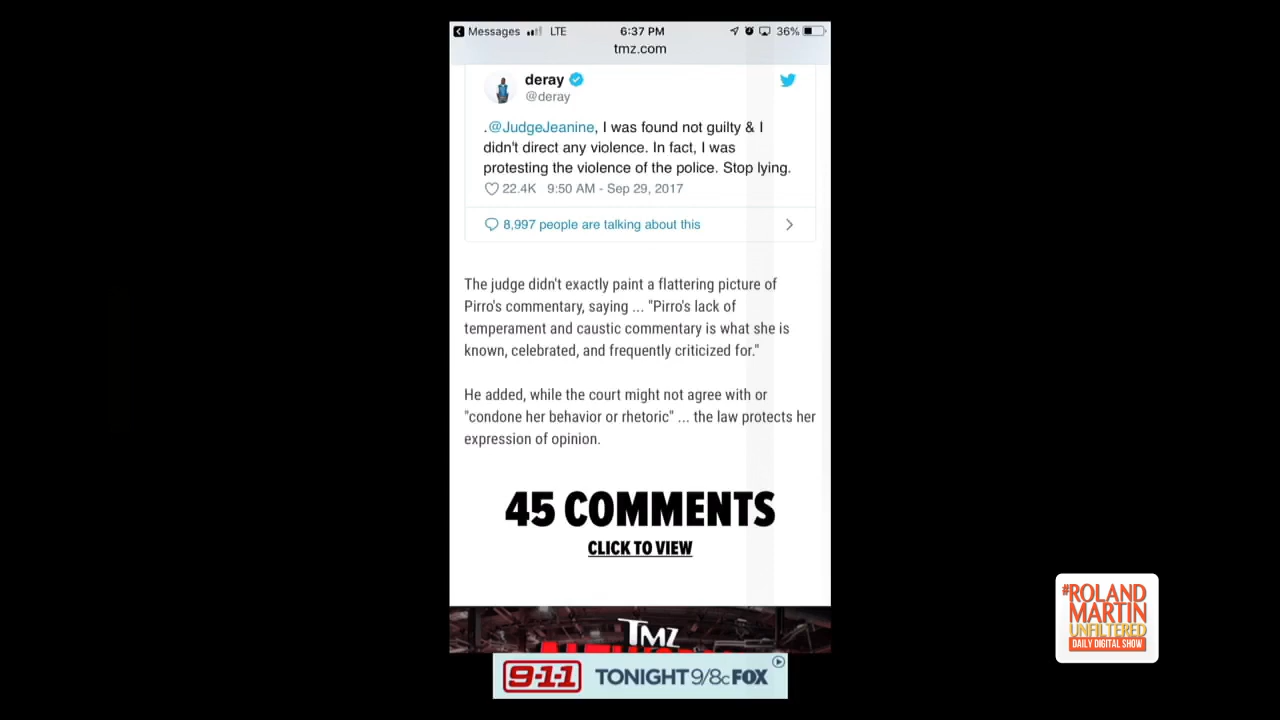 Messages LTE 6:37 PM 36%
tmz.com
deray
@deray
.@JudgeJeanine, I was found not guilty & I
didn't direct any violence. In fact, I was
protesting the violence of the police. Stop lying.
22.4K 9:50 AM - Sep 29, 2017
8,997 people are talking about this
The judge didn't exactly paint a flattering picture of
Pirro's commentary, saying ... "Pirro's lack of
temperament and caustic commentary is what she is
known, celebrated, and frequently criticized for."
He added, while the court might not agree with or
"condone her behavior or rhetoric" ... the law protects her
expression of opinion.
45 COMMENTS
CLICK TO VIEW
TMZ
9-1-1 TONIGHT 9/8c FOX
#ROLAND
MARTIN
UNFILTERED
DAILY DIGITAL SHOW